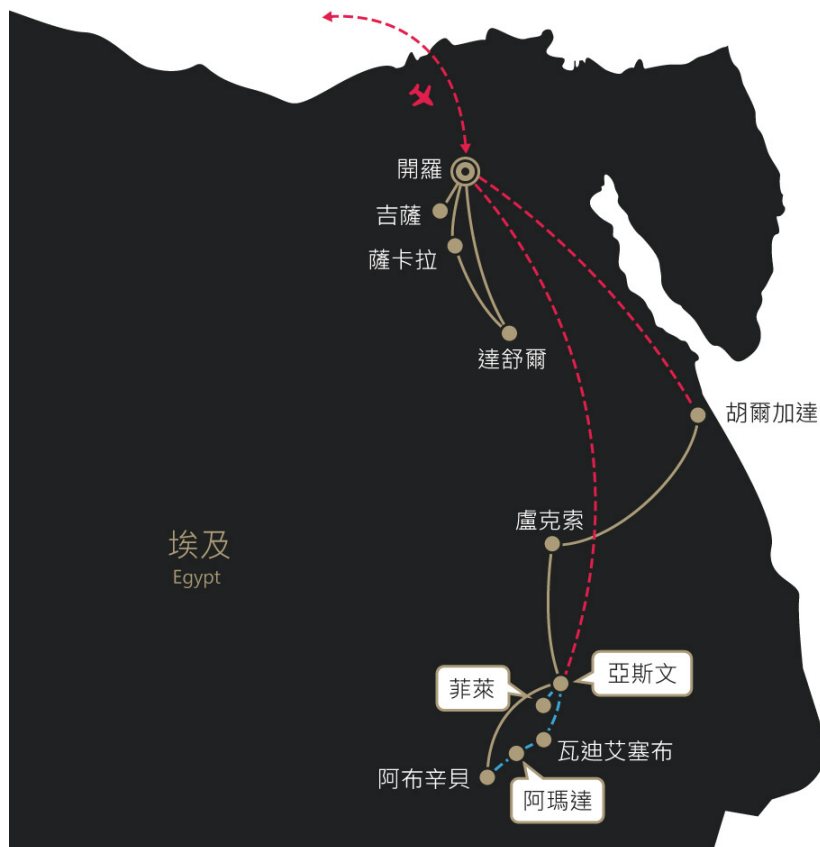 開羅
吉薩
薩卡拉
達舒爾
胡爾加達
盧克索
埃及
Egypt
亞斯文
菲萊
瓦迪艾塞布
阿布辛貝
阿瑪達